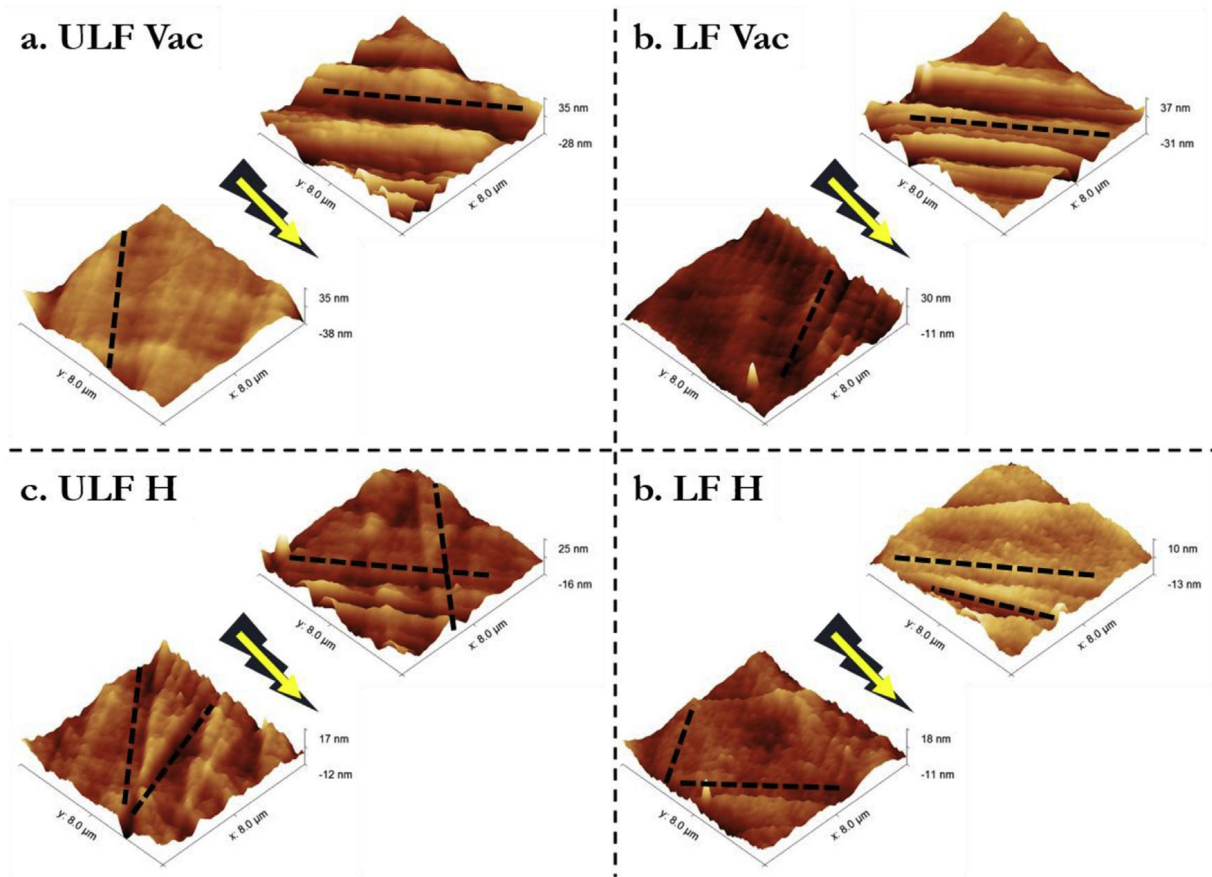 a. ULF Vac
35 nm
-28 nm
y: 8.0 µm
x: 8.0 µm
35 nm
-38 nm
y: 8.0 µm
x: 8.0 µm
b. LF Vac
37 nm
-31 nm
y: 8.0 µm
x: 8.0 µm
30 nm
-11 nm
y: 8.0 µm
x: 8.0 µm
c. ULF H
25 nm
-16 nm
y: 8.0 µm
x: 8.0 µm
17 nm
-12 nm
y: 8.0 µm
x: 8.0 µm
b. LF H
10 nm
-13 nm
y: 8.0 µm
x: 8.0 µm
18 nm
-11 nm
y: 8.0 µm
x: 8.0 µm